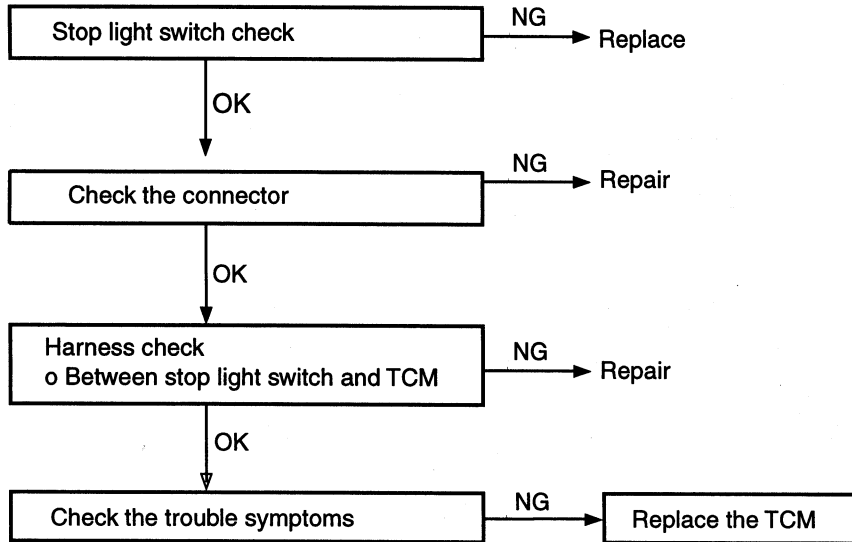 Stop light switch check
NG
Replace
OK
Check the connector
NG
Repair
OK
Harness check
o Between stop light switch and TCM
NG
Repair
OK
Check the trouble symptoms
NG
Replace the TCM